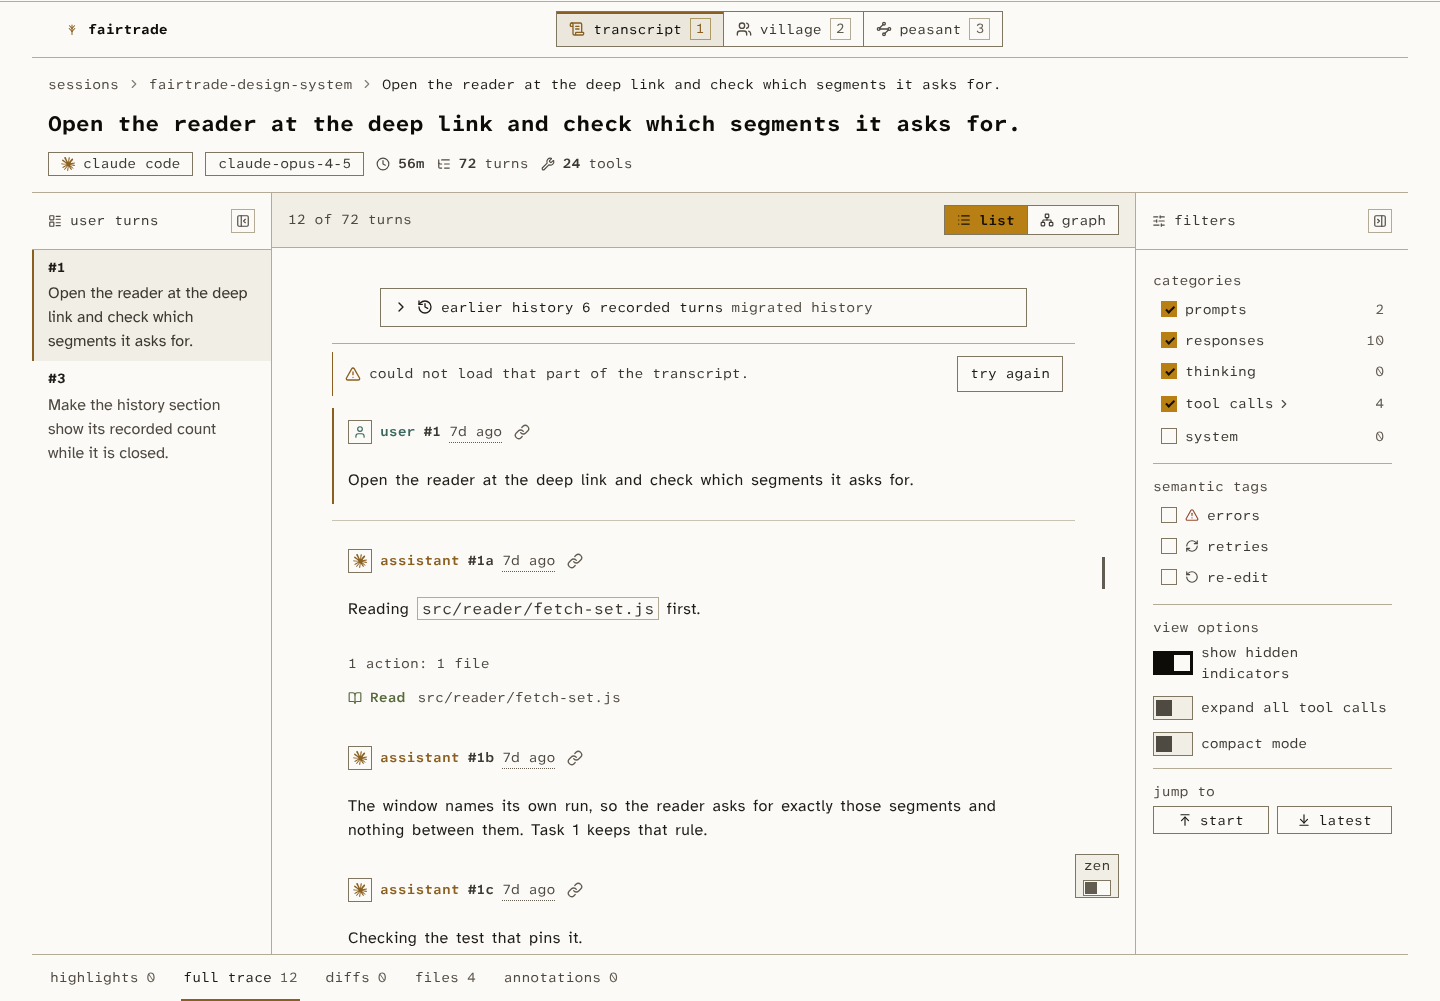 fairtrade
transcript 1
village 2
peasant 3
sessions > fairtrade-design-system > Open the reader at the deep link and check which segments it asks for.
Open the reader at the deep link and check which segments it asks for.
claude code
claude-opus-4-5
56m
72 turns
24 tools
user turns
#1
Open the reader at the deep
link and check which
segments it asks for.
#3
Make the history section
show its recorded count
while it is closed.
12 of 72 turns
list
graph
earlier history 6 recorded turns migrated history
could not load that part of the transcript.
try again
user #1 7d ago
Open the reader at the deep link and check which segments it asks for.
assistant #1a 7d ago
Reading src/reader/fetch-set.js first.
1 action: 1 file
Read src/reader/fetch-set.js
assistant #1b 7d ago
The window names its own run, so the reader asks for exactly those segments and
nothing between them. Task 1 keeps that rule.
assistant #1c 7d ago
Checking the test that pins it.
zen
filters
categories
prompts 2
responses 10
thinking 0
tool calls > 4
system 0
semantic tags
errors
retries
re-edit
view options
show hidden
indicators
expand all tool calls
compact mode
jump to
start
latest
highlights 0
full trace 12
diffs 0
files 4
annotations 0